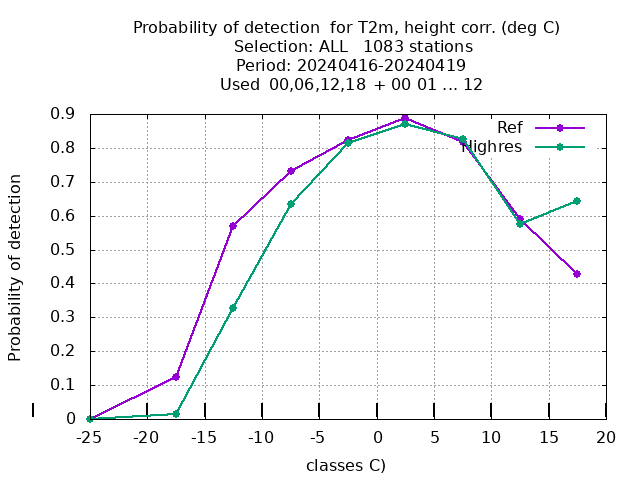 Probability of detection  for T2m, height corr. (deg C)
Selection: ALL   1083 stations
Period: 20240416-20240419
Used  00,06,12,18  + 00 01 ... 12
Probability of detection
0.9
0.8
0.7
0.6
0.5
0.4
0.3
0.2
0.1
0
Ref
Highres
-25 -20 -15 -10 -5 0 5 10 15 20
classes C)